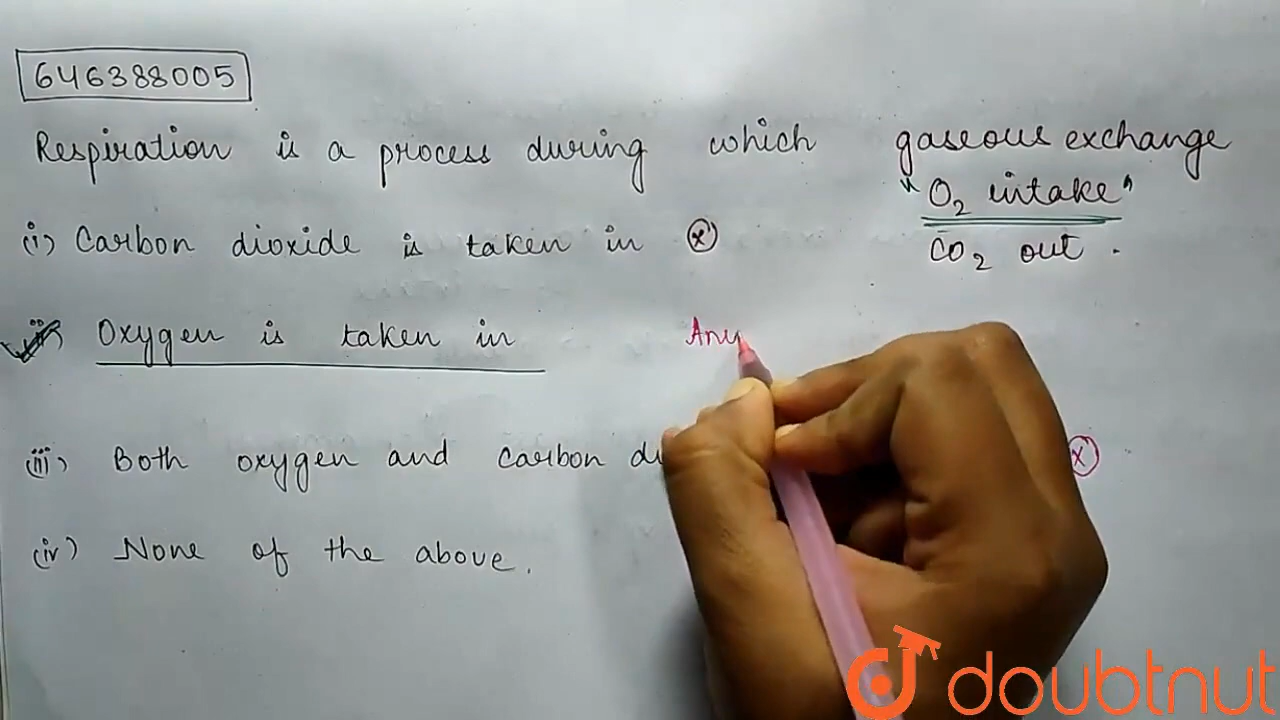 646388005
Respiration is a process during which gaseous exchange
"O₂ intake"
(i) Carbon dioxide is taken in (x)
CO₂ out.
(ii) Oxygen is taken in
(iii) Both oxygen and carbon (x)
(iv) None of the above.
doubtnut